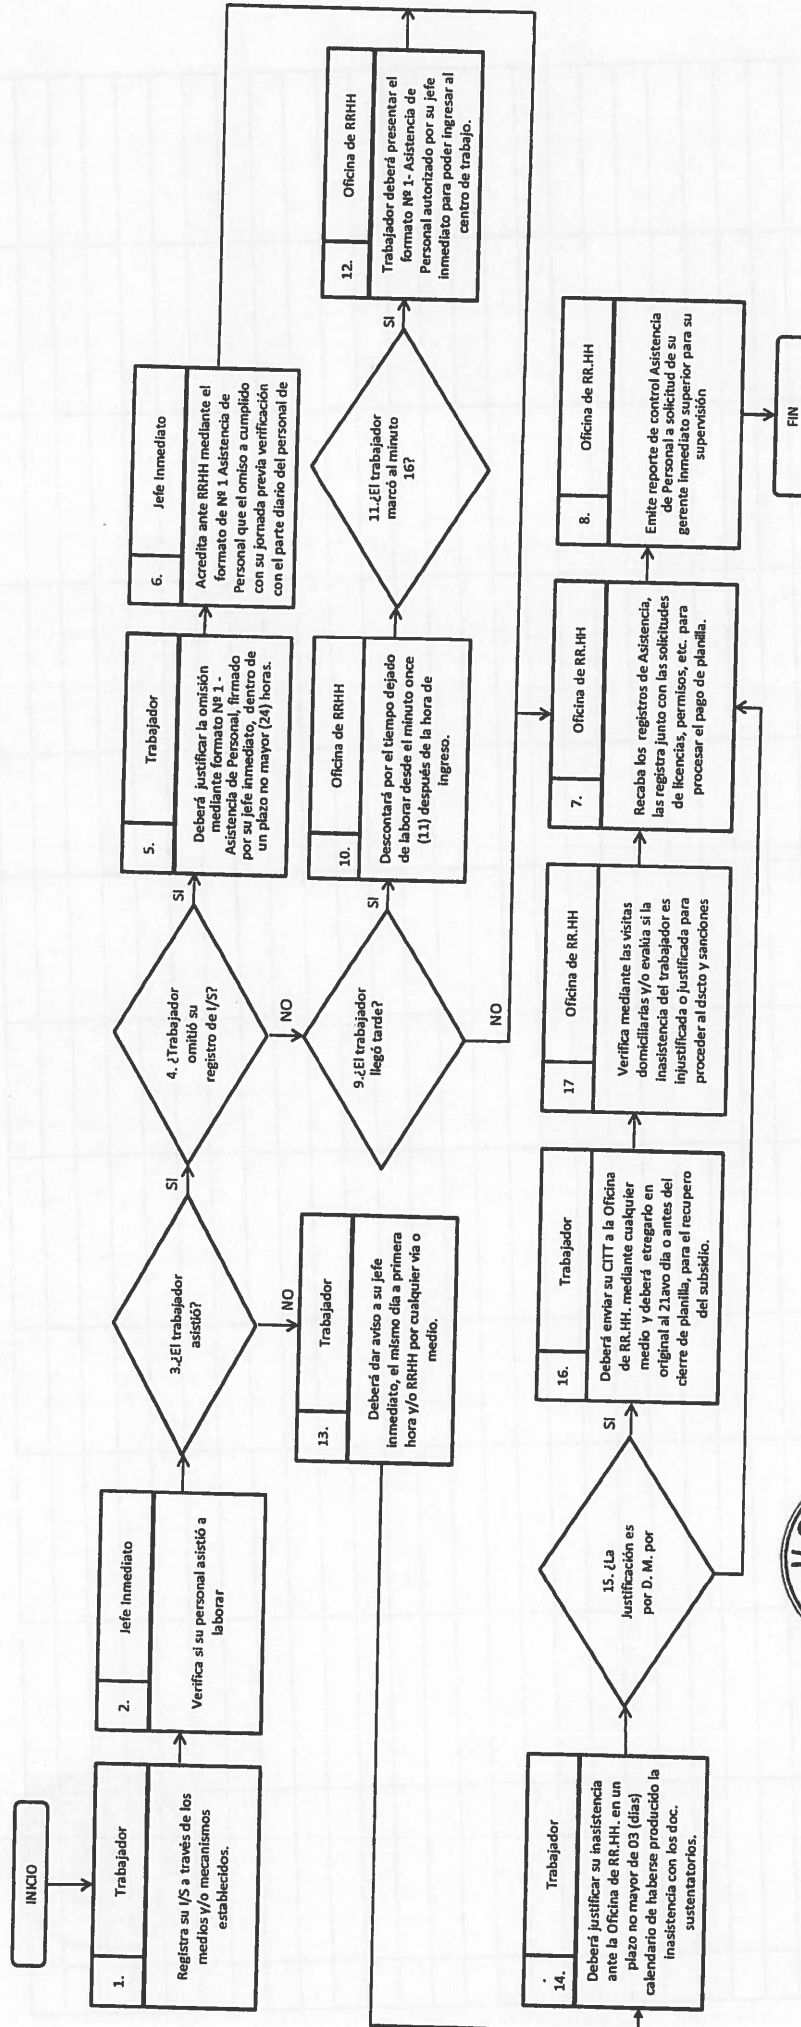 INICIO
1.
Trabajador
Registra su I/S a través de los
medios y/o mecanismos
establecidos.
2.
Jefe Inmediato
Verifica si su personal asistió a
laborar
3.¿El trabajador
asistió?
SI
NO
4. ¿Trabajador
omitió su
registro de I/S?
SI
NO
5.
Trabajador
Deberá justificar la omisión
mediante formato Nº 1 -
Asistencia de Personal, firmado
por su jefe inmediato, dentro de
un plazo no mayor (24) horas.
6.
Jefe Inmediato
Acredita ante RRHH mediante el
formato de Nº 1 Asistencia de
Personal que el omiso a cumplido
con su jornada previa verificación
con el parte diario del personal de
9.¿El trabajador
llegó tarde?
SI
NO
10.
Oficina de RRHH
Descontará por el tiempo dejado
de laborar desde el minuto once
(11) después de la hora de
ingreso.
11.¿El trabajador
marcó al minuto
16?
SI
12.
Oficina de RRHH
Trabajador deberá presentar el
formato Nº 1- Asistencia de
Personal autorizado por su jefe
inmediato para poder ingresar al
centro de trabajo.
13.
Trabajador
Deberá dar aviso a su jefe
inmediato, el mismo día a primera
hora y/o RRHH por cualquier vía o
medio.
14.
Trabajador
Deberá justificar su inasistencia
ante la Oficina de RR.HH. en un
plazo no mayor de 03 (días)
calendario de haberse producido la
inasistencia con los doc.
sustentatorios.
15. ¿La
Justificación es
por D. M. por
SI
16.
Trabajador
Deberá enviar su CITT a la Oficina
de RR.HH. mediante cualquier
medio y deberá etregarlo en
original al 21avo día o antes del
cierre de planilla, para el recupero
del subsidio.
17
Oficina de RR.HH
Verifica mediante las visitas
domiciliarias y/o evalúa si la
inasistencia del trabajador es
injustificada o justificada para
proceder al dscto y sanciones
7.
Oficina de RR.HH
Recaba los registros de Asistencia,
las registra junto con las solicitudes
de licencias, permisos, etc. para
procesar el pago de planilla.
8.
Oficina de RR.HH
Emite reporte de control Asistencia
de Personal a solicitud de su
gerente inmediato superior para su
supervisión
FIN